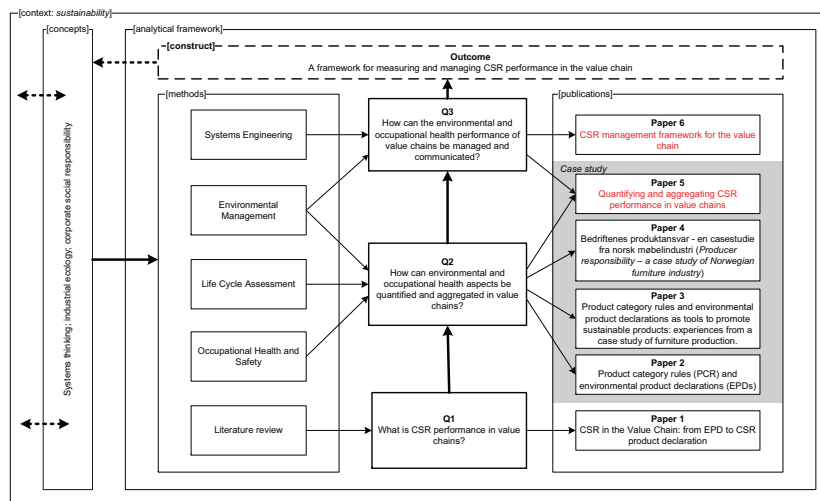 [context: sustainability]
[concepts]
[analytical framework]
[construct]
Outcome
A framework for measuring and managing CSR performance in the value chain
Systems thinking; industrial ecology; corporate social responsibility
[methods]
Systems Engineering
Environmental
Management
Life Cycle Assessment
Occupational Health and
Safety
Literature review
Q3
How can the environmental and
occupational health performance of
value chains be managed and
communicated?
Q2
How can environmental and
occupational health aspects be
quantified and aggregated in value
chains?
Q1
What is CSR performance in value
chains?
[publications]
Paper 6
CSR management framework for the value
chain
Case study
Paper 5
Quantifying and aggregating CSR
performance in value chains
Paper 4
Bedriftenes produktansvar - en casestudie
fra norsk møbelindustri (Producer
responsibility – a case study of Norwegian
furniture industry)
Paper 3
Product category rules and environmental
product declarations as tools to promote
sustainable products: experiences from a
case study of furniture production.
Paper 2
Product category rules (PCR) and
environmental product declarations (EPDs)
Paper 1
CSR in the Value Chain: from EPD to CSR
product declaration